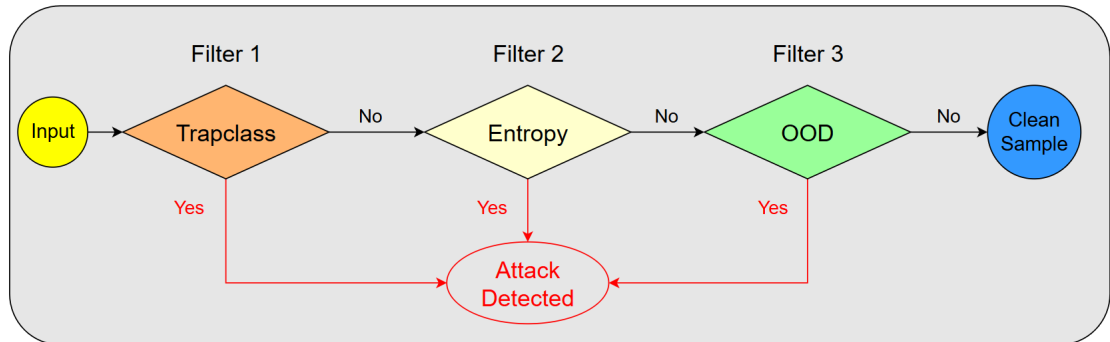 Filter 1
Filter 2
Filter 3
Input
Trapclass
No
Entropy
No
OOD
No
Clean
Sample
Yes
Yes
Yes
Attack
Detected